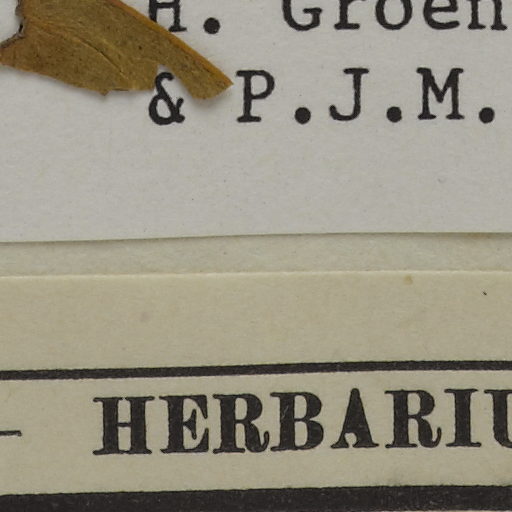 H. Groen
& P.J.M.
— HERBARIU